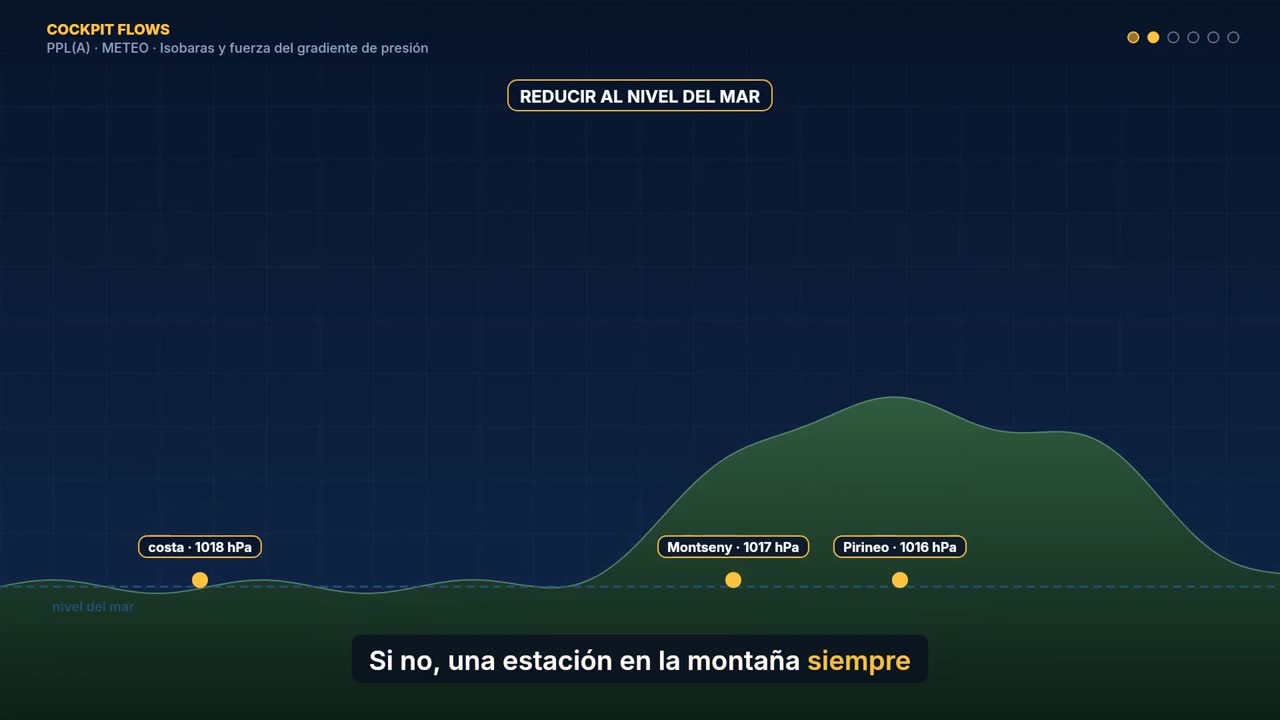 COCKPIT FLOWS
PPL(A) · METEO · Isobaras y fuerza del gradiente de presión
REDUCIR AL NIVEL DEL MAR
costa · 1018 hPa
Montseny · 1017 hPa
Pirineo · 1016 hPa
nivel del mar
Si no, una estación en la montaña siempre